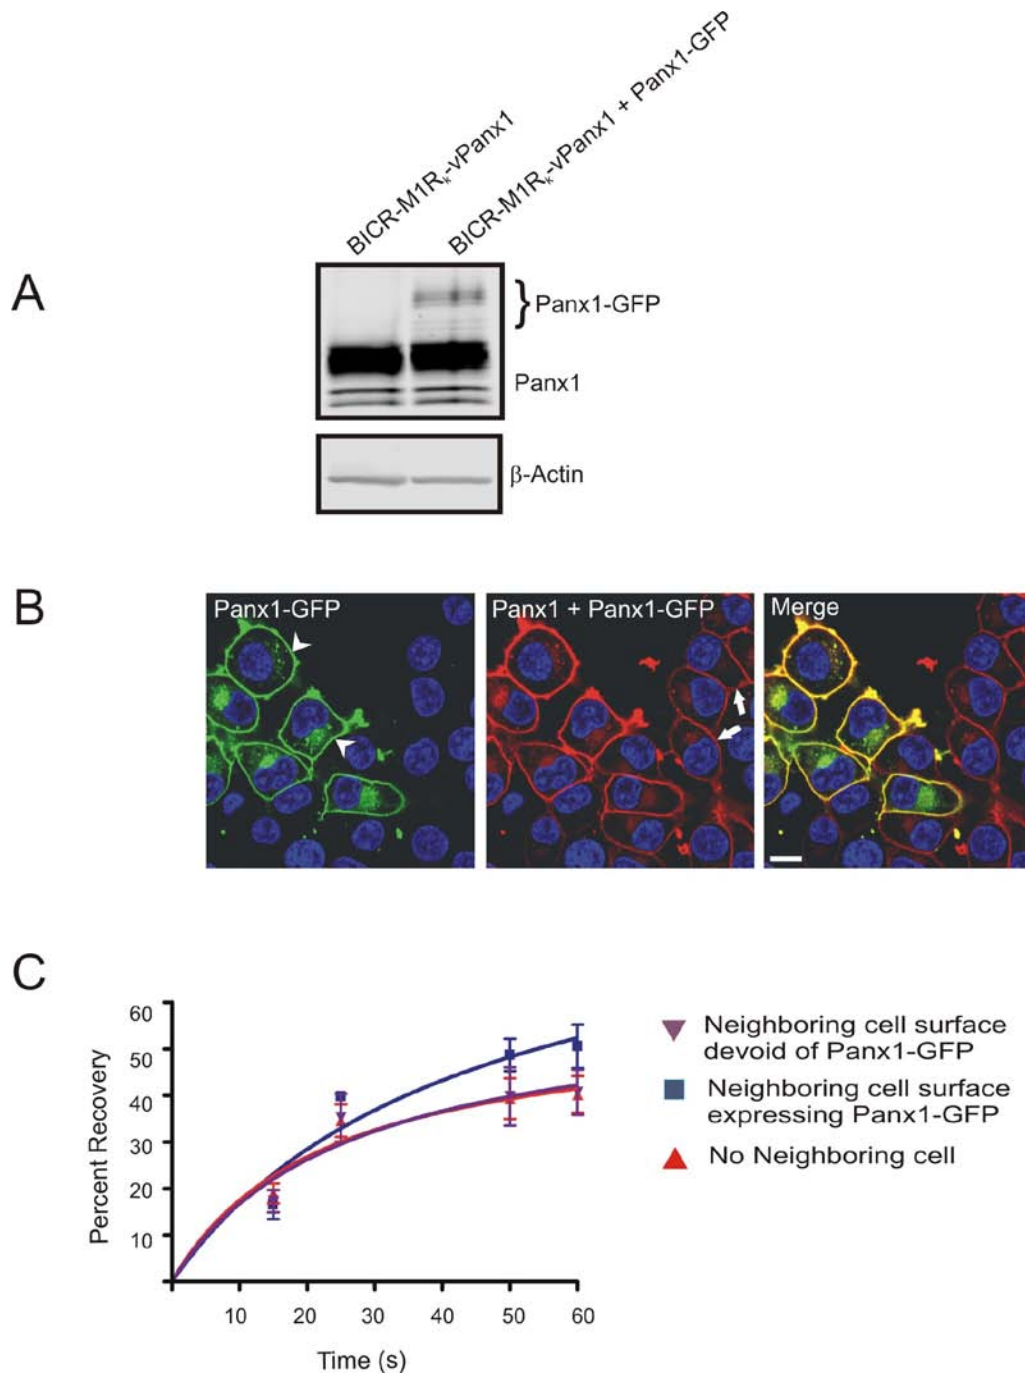 BICR-M1Rₖ-vPanx1
BICR-M1Rₖ-vPanx1 + Panx1-GFP
A
} Panx1-GFP
Panx1
β-Actin
B
Panx1-GFP
Panx1 + Panx1-GFP
Merge
C
60
50
40
30
20
10
Percent Recovery
10 20 30 40 50 60
Time (s)
Neighboring cell surface
devoid of Panx1-GFP
Neighboring cell surface
expressing Panx1-GFP
No Neighboring cell